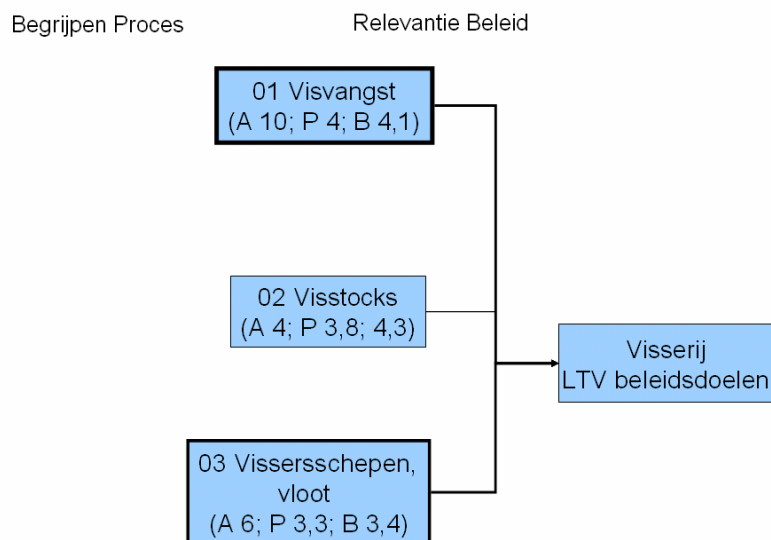 Begrijpen Proces
Relevantie Beleid
01 Visvangst
(A 10; P 4; B 4,1)
02 Visstocks
(A 4; P 3,8; 4,3)
Visserij
LTV beleidsdoelen
03 Vissersschepen,
vloot
(A 6; P 3,3; B 3,4)